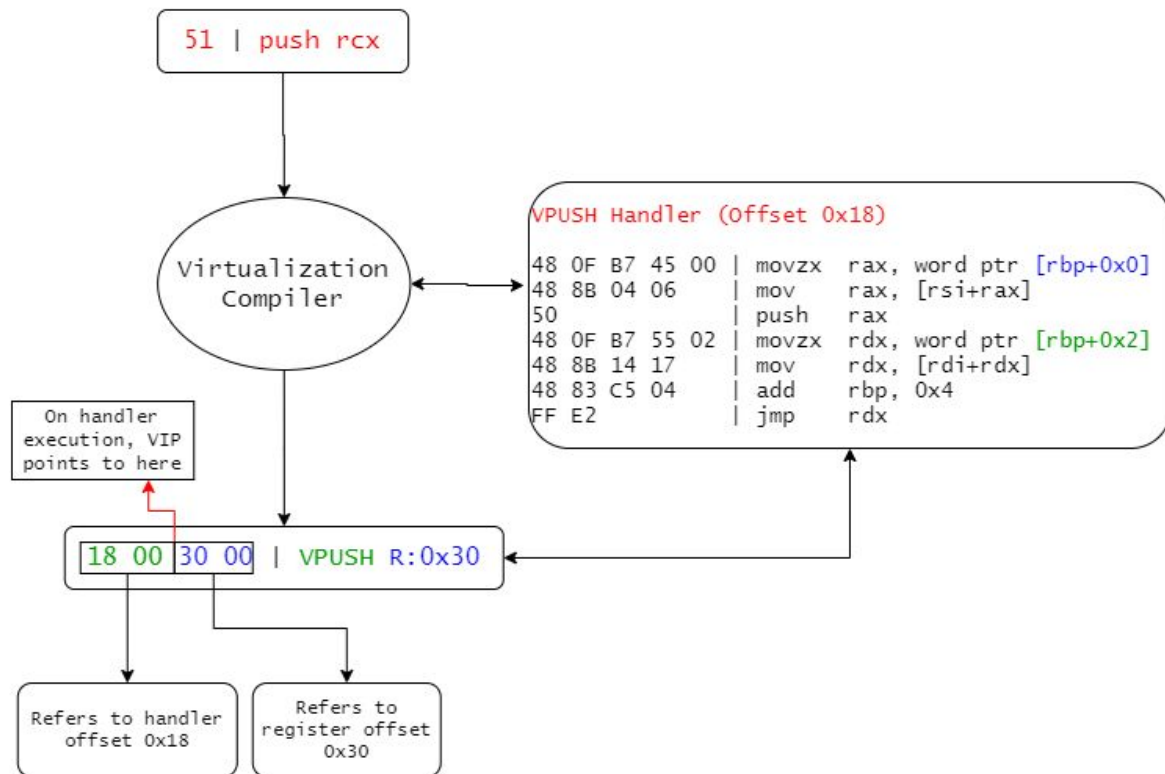 51 | push rcx
Virtualization
Compiler
VPUSH Handler (Offset 0x18)
48 0F B7 45 00 | movzx rax, word ptr [rbp+0x0]
48 8B 04 06 | mov rax, [rsi+rax]
50 | push rax
48 0F B7 55 02 | movzx rdx, word ptr [rbp+0x2]
48 8B 14 17 | mov rdx, [rdi+rdx]
48 83 C5 04 | add rbp, 0x4
FF E2 | jmp rdx
On handler
execution, VIP
points to here
18 00 30 00 | VPUSH R:0x30
Refers to handler
offset 0x18
Refers to
register offset
0x30